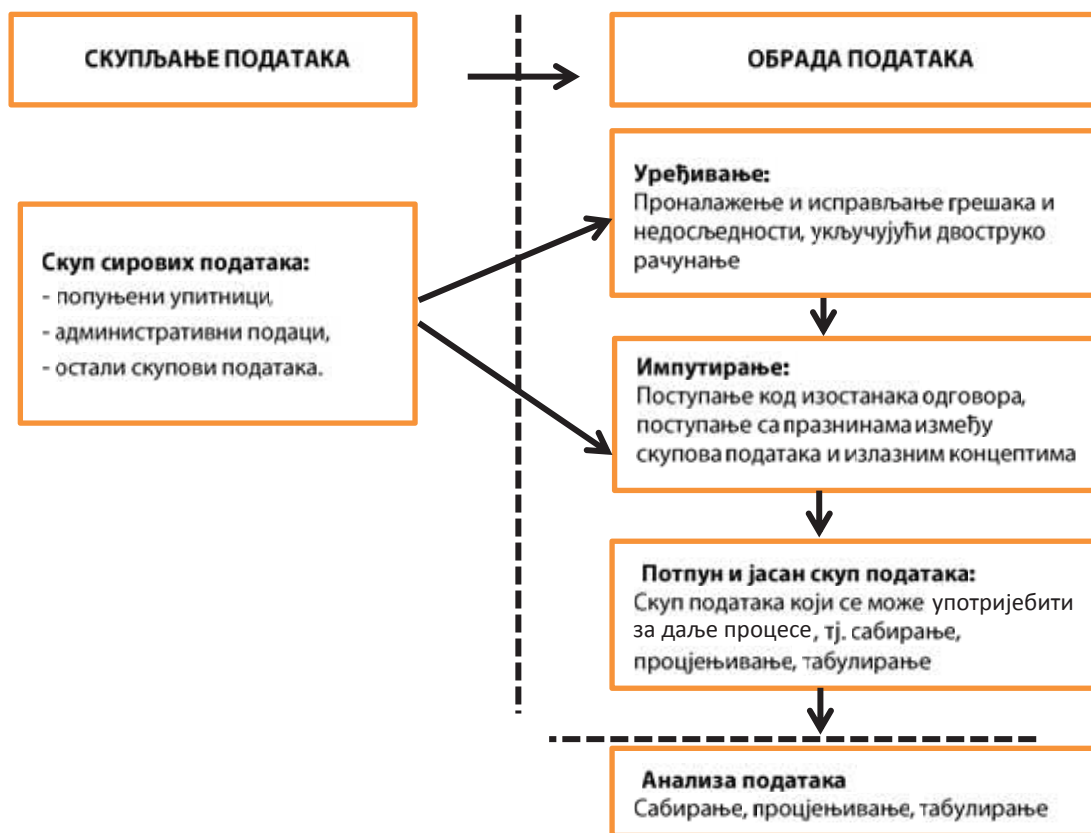 СКУПЉАЊЕ ПОДАТАКА
ОБРАДА ПОДАТАКА
Скуп сирових података:
- попуњени упитници,
- административни подаци,
- остали скупови података.
Уређивање:
Проналажење и исправљање грешака и
недосљедности, укључујући двоструко
рачунање
Импутирање:
Поступање код изостанака одговора,
поступање са празнинама између
скупова података и излазним концептима
Потпун и јасан скуп података:
Скуп података који се може употријебити
за даље процесе, тј. сабирање,
процјењивање, табулирање
Анализа података
Сабирање, процјењивање, табулирање